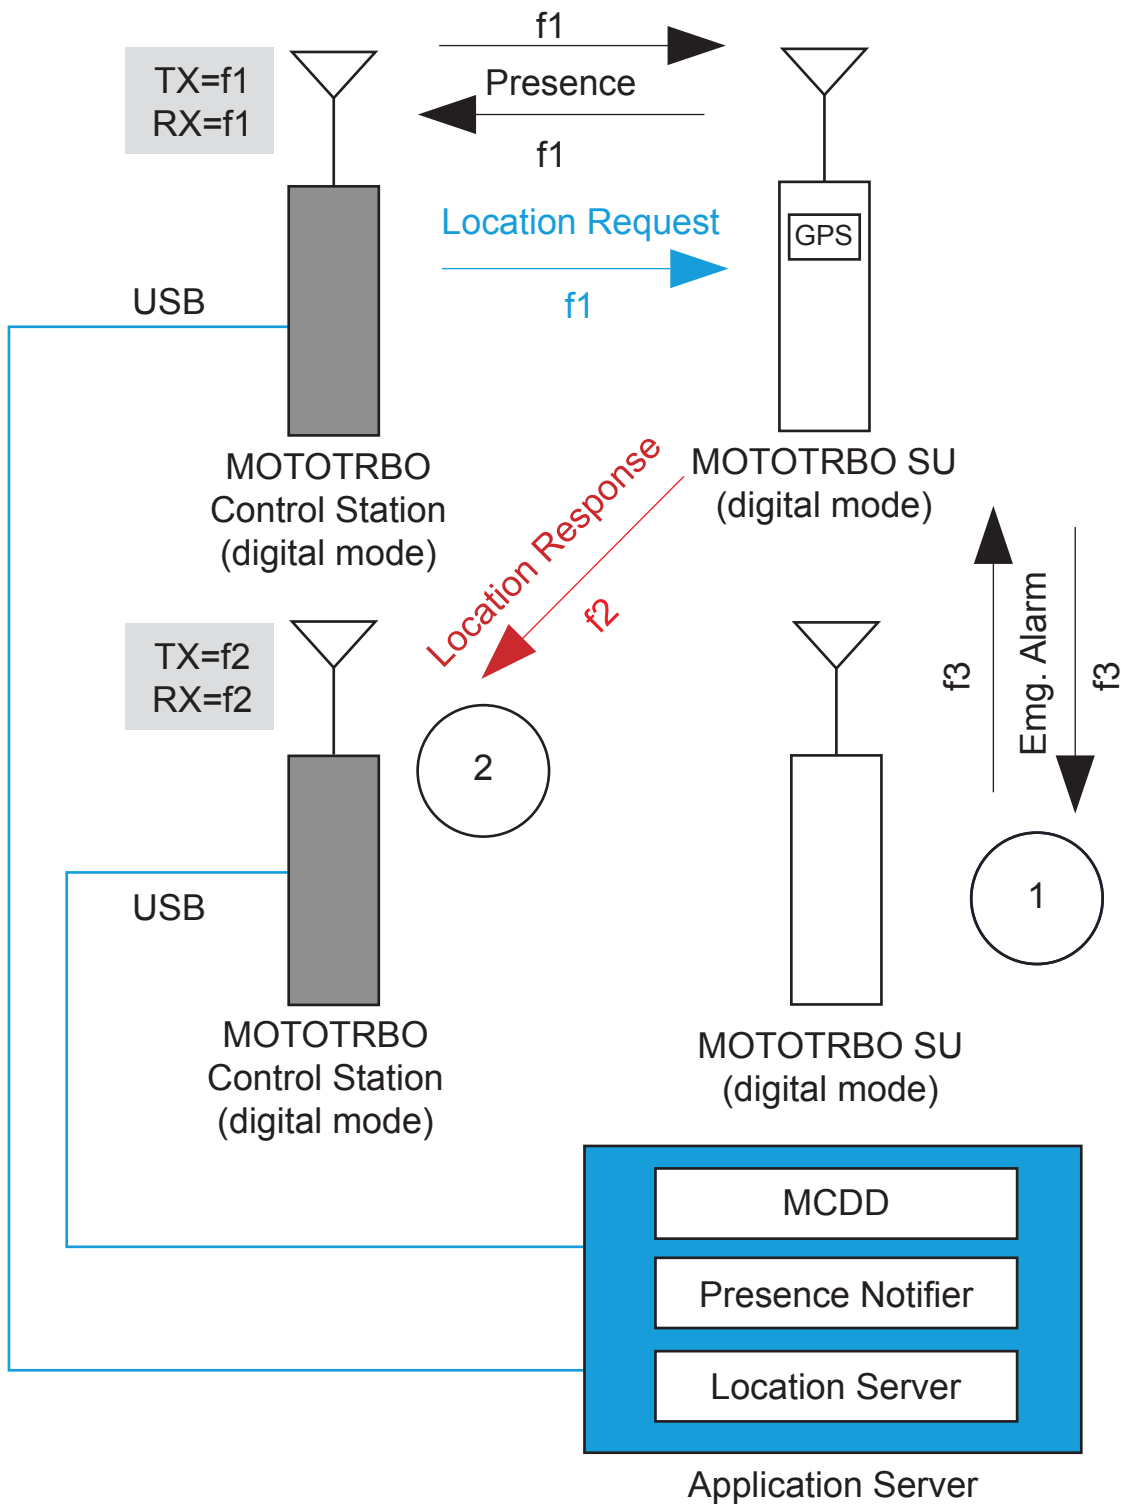 f1
TX=f1
RX=f1
Presence
f1
Location Request
GPS
f1
USB
MOTOTRBO
Control Station
(digital mode)
MOTOTRBO SU
(digital mode)
Location Response
f2
TX=f2
RX=f2
f3
Emg. Alarm
f3
2
1
USB
MOTOTRBO
Control Station
(digital mode)
MOTOTRBO SU
(digital mode)
MCDD
Presence Notifier
Location Server
Application Server